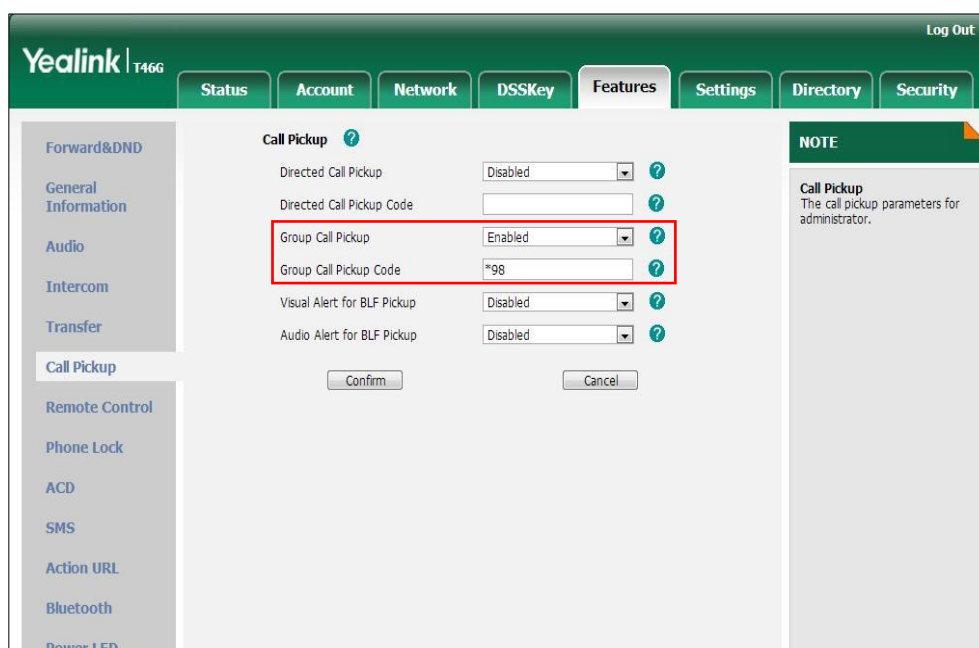 Log Out
Yealink T46G
Status Account Network DSSKey Features Settings Directory Security
Forward&DND
General
Information
Audio
Intercom
Transfer
Call Pickup
Remote Control
Phone Lock
ACD
SMS
Action URL
Bluetooth
Power LED
Call Pickup ?
Directed Call Pickup Disabled ?
Directed Call Pickup Code ?
Group Call Pickup Enabled ?
Group Call Pickup Code *98 ?
Visual Alert for BLF Pickup Disabled ?
Audio Alert for BLF Pickup Disabled ?
Confirm Cancel
NOTE
Call Pickup
The call pickup parameters for
administrator.